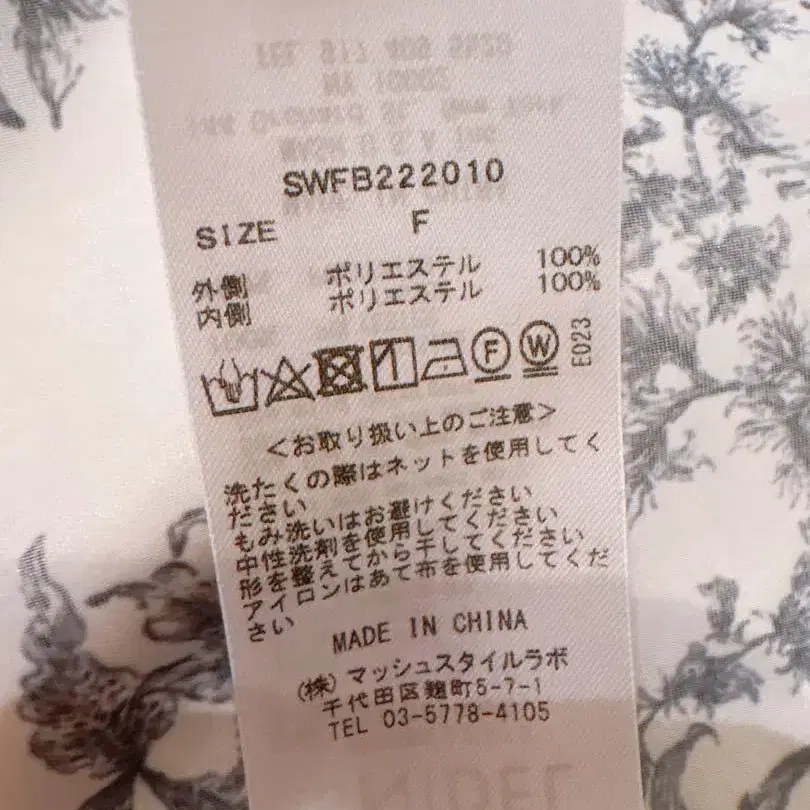 SWFB222010
SIZE F
外側 ポリエステル 100%
内側 ポリエステル 100%
F W E023
<お取り扱い上のご注意>
洗たくの際はネットを使用してく
ださい
もみ洗いはお避けください
中性洗剤を使用してください
形を整えてから干してください
アイロンはあて布を使用してくだ
さい
MADE IN CHINA
(株)マッシュスタイルラボ
千代田区麹町5-7-1
TEL 03-5778-4105